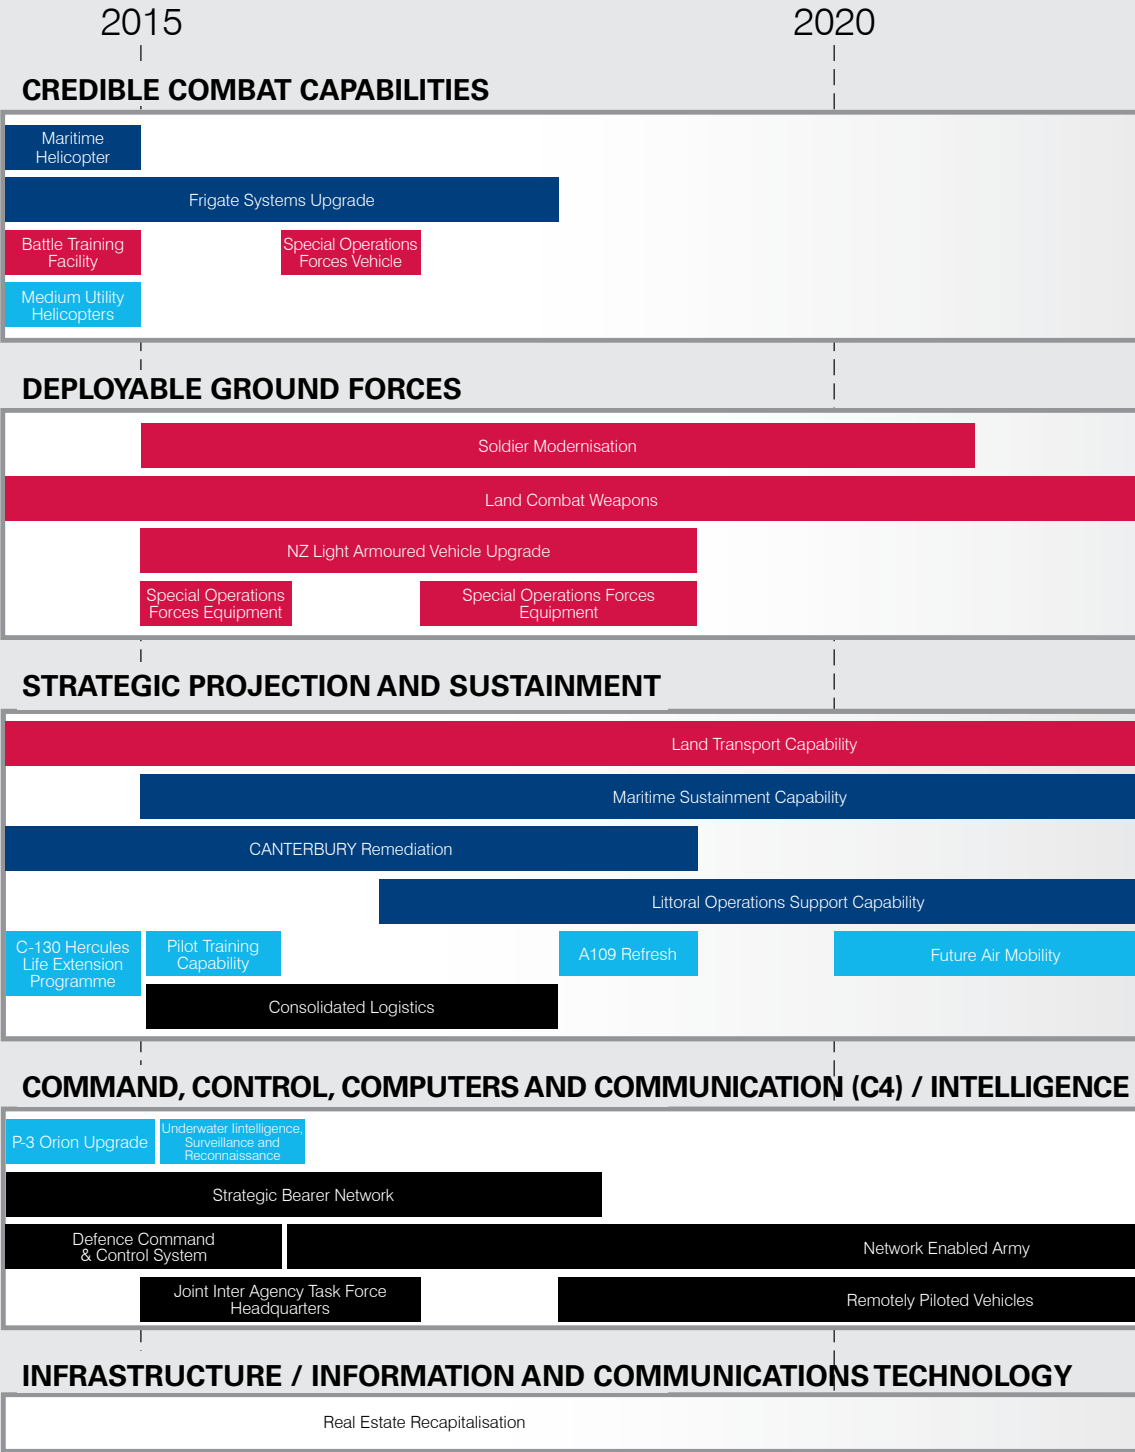 2015
2020
CREDIBLE COMBAT CAPABILITIES
Maritime
Helicopter
Frigate Systems Upgrade
Battle Training
Facility
Special Operations
Forces Vehicle
Medium Utility
Helicopters
DEPLOYABLE GROUND FORCES
Soldier Modernisation
Land Combat Weapons
NZ Light Armoured Vehicle Upgrade
Special Operations
Forces Equipment
Special Operations Forces
Equipment
STRATEGIC PROJECTION AND SUSTAINMENT
Land Transport Capability
Maritime Sustainment Capability
CANTERBURY Remediation
Littoral Operations Support Capability
C-130 Hercules
Life Extension
Programme
Pilot Training
Capability
A109 Refresh
Future Air Mobility
Consolidated Logistics
COMMAND, CONTROL, COMPUTERS AND COMMUNICATION (C4) / INTELLIGENCE
P-3 Orion Upgrade
Underwater Iintelligence,
Surveillance and
Reconnaissance
Strategic Bearer Network
Defence Command
& Control System
Network Enabled Army
Joint Inter Agency Task Force
Headquarters
Remotely Piloted Vehicles
INFRASTRUCTURE / INFORMATION AND COMMUNICATIONS TECHNOLOGY
Real Estate Recapitalisation